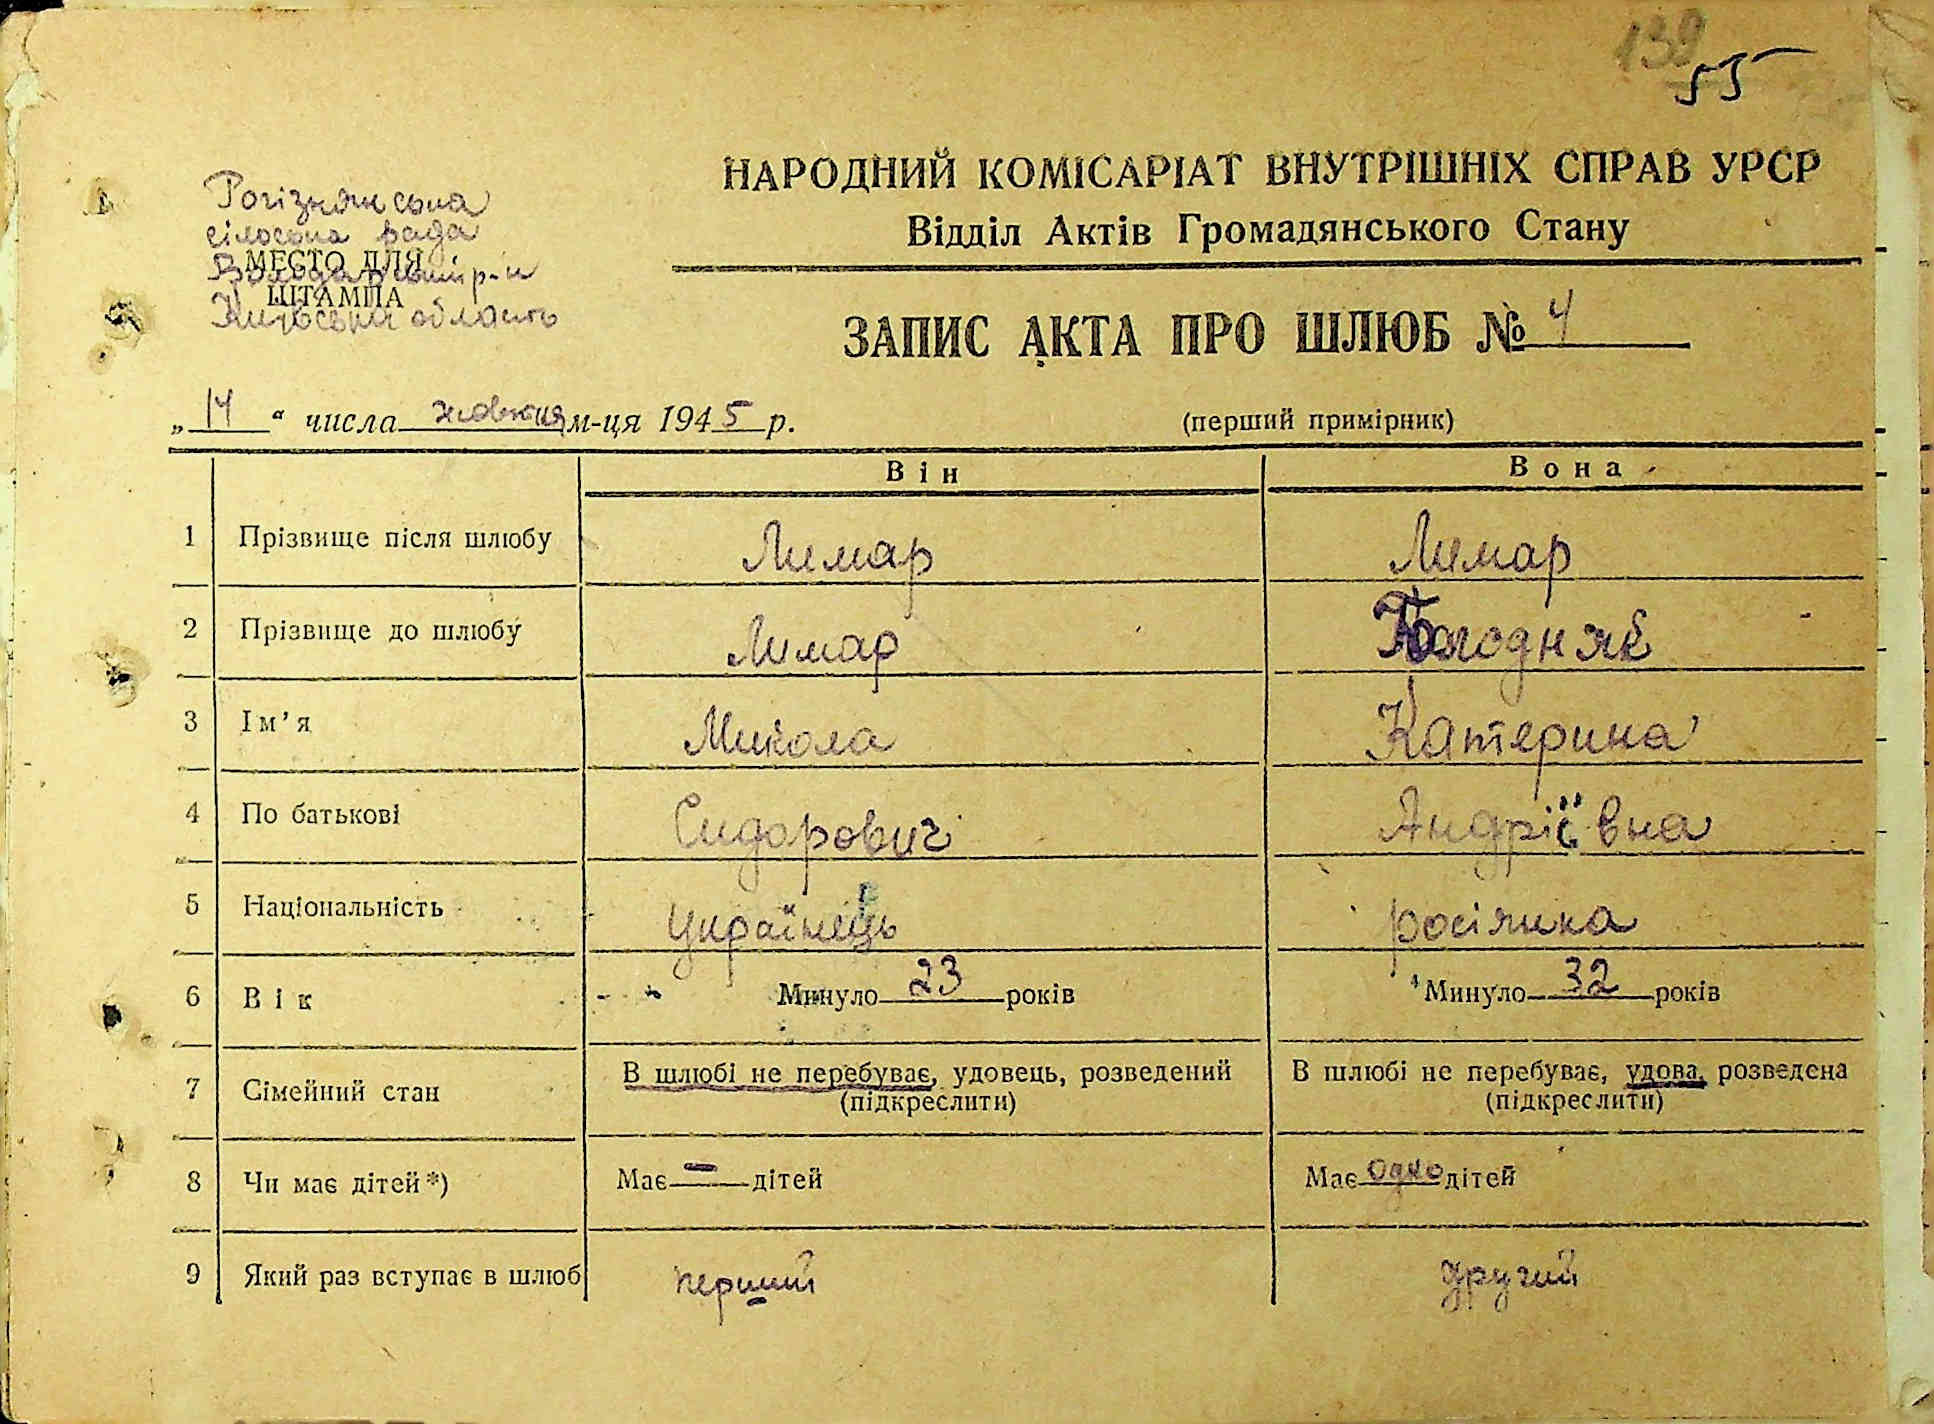 139
55
НАРОДНИЙ КОМІСАРІАТ ВНУТРІШНІХ СПРАВ УРСР
Відділ Актів Громадянського Стану
Рогізнянська
сілоська рада
МЕСТО ДЛЯ
р-н
ШТАМПА
Київська область
ЗАПИС АКТА ПРО ШЛЮБ № 4
„ 14 “ числа жовтня м-ця 1945 р.
(перший примірник)
Він Вона
1 Прізвище після шлюбу Лимар Лимар
2 Прізвище до шлюбу Лимар
3 Ім’я Микола Катерина
4 По батькові Сидорович Андріївна
5 Національність Українець росіянка
6 Вік Минуло 23 років Минуло 32 років
7 Сімейний стан В шлюбі не перебуває, удовець, розведений В шлюбі не перебуває, удова, розведена
(підкреслити) (підкреслити)
8 Чи має дітей*) Має — дітей Має одно дітей
9 Який раз вступає в шлюб перший другий